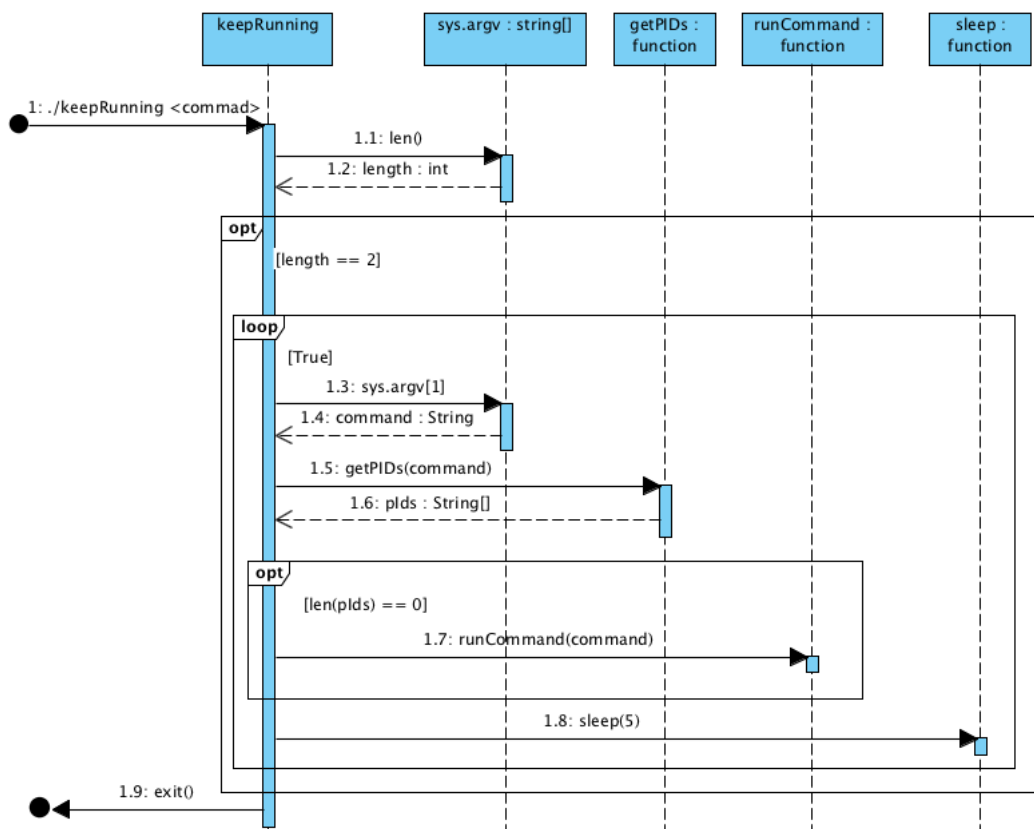 keepRunning
sys.argv : string[]
getPIDs :
function
runCommand :
function
sleep :
function
1: ./keepRunning <commad>
1.1: len()
1.2: length : int
opt
[length == 2]
loop
[True]
1.3: sys.argv[1]
1.4: command : String
1.5: getPIDs(command)
1.6: pIds : String[]
opt
[len(pIds) == 0]
1.7: runCommand(command)
1.8: sleep(5)
1.9: exit()